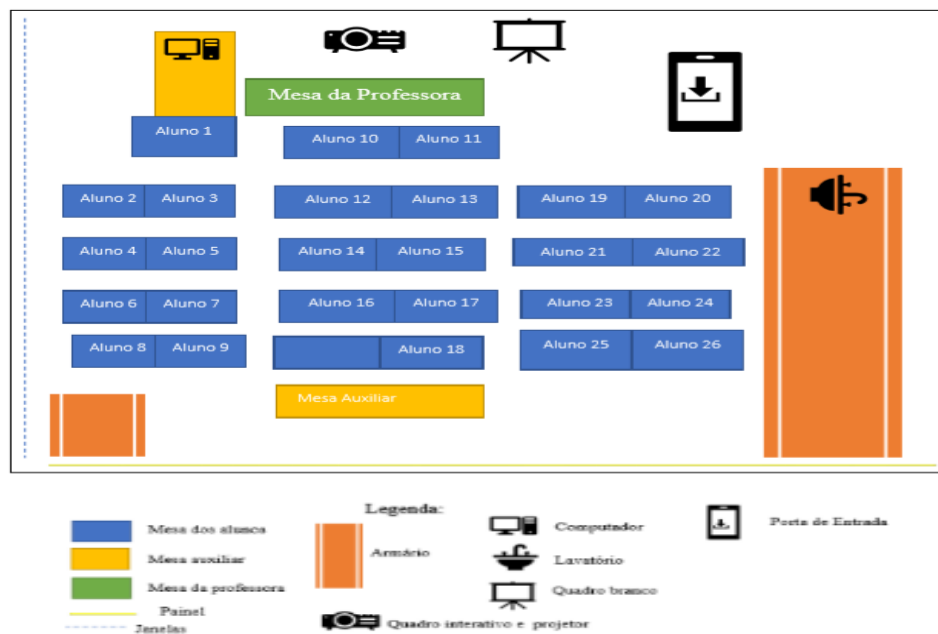 Mesa da Professora
Aluno 1
Aluno 10 Aluno 11
Aluno 2 Aluno 3 Aluno 12 Aluno 13 Aluno 19 Aluno 20
Aluno 4 Aluno 5 Aluno 14 Aluno 15 Aluno 21 Aluno 22
Aluno 6 Aluno 7 Aluno 16 Aluno 17 Aluno 23 Aluno 24
Aluno 8 Aluno 9 Aluno 18 Aluno 25 Aluno 26
Mesa Auxiliar
Legenda:
Mesa dos alunos
Mesa auxiliar
Mesa da professora
Painel
Janelas
Armário
Quadro interativo e projetor
Computador
Lavatório
Quadro branco
Porta de Entrada